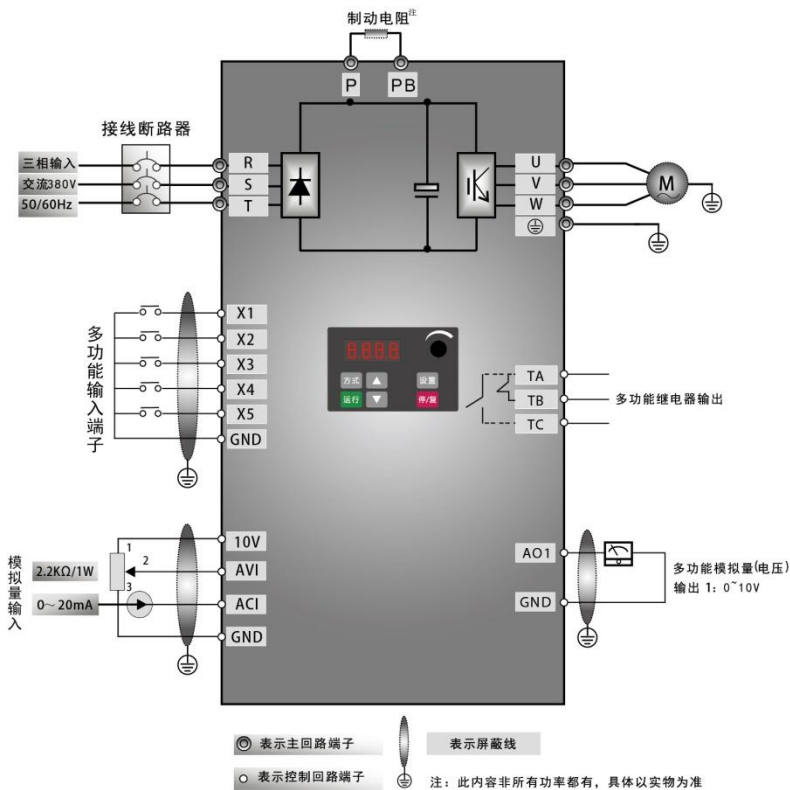 制动电阻注
P
PB
接线断路器
三相输入
交流380V
50/60Hz
R
S
T
U
V
W
M
X1
X2
X3
X4
X5
GND
多功能输入端子
8.8.8.8
方式
设置
运行
停/复
TA
TB
TC
多功能继电器输出
10V
AVI
ACI
GND
模拟量输入
1
2
3
2.2KΩ/1W
0~20mA
AO1
GND
多功能模拟量(电压)
输出 1: 0~10V
表示主回路端子
表示屏蔽线
表示控制回路端子
注: 此内容非所有功率都有, 具体以实物为准